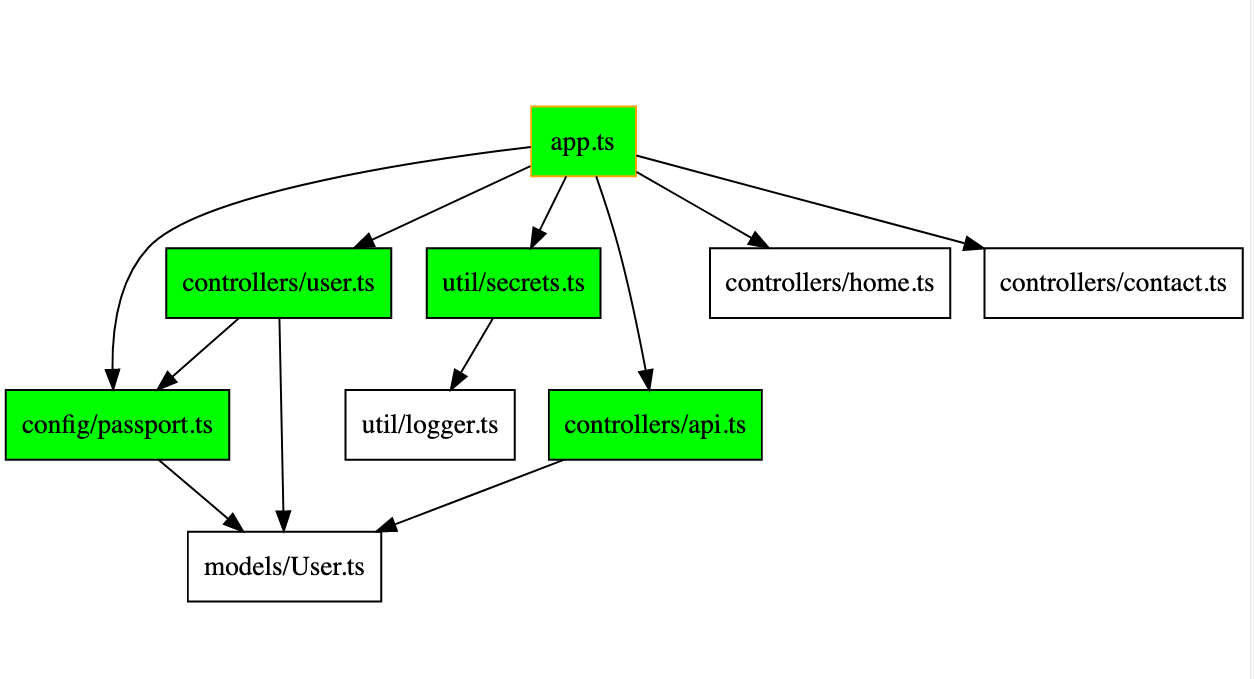 app.ts
controllers/user.ts
util/secrets.ts
controllers/home.ts
controllers/contact.ts
config/passport.ts
util/logger.ts
controllers/api.ts
models/User.ts